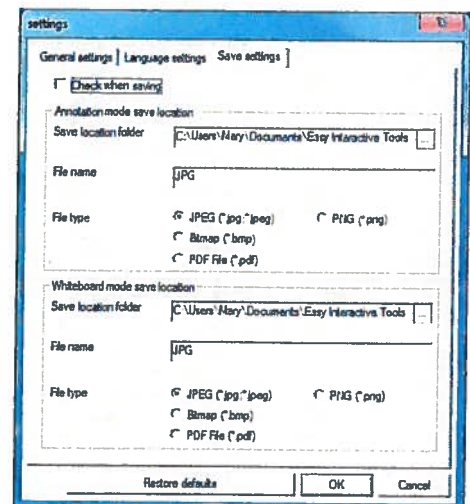 settings
General settings Language settings Save settings
Check when saving
Annotation mode save location
Save location folder C:\Users\Mary\Documents\Easy Interactive Tools ...
File name JPG
File type JPEG (*.jpg;*.jpeg) PNG (*.png)
Bitmap (*.bmp)
PDF File (*.pdf)
Whiteboard mode save location
Save location folder C:\Users\Mary\Documents\Easy Interactive Tools ...
File name JPG
File type JPEG (*.jpg;*.jpeg) PNG (*.png)
Bitmap (*.bmp)
PDF File (*.pdf)
Restore defaults OK Cancel